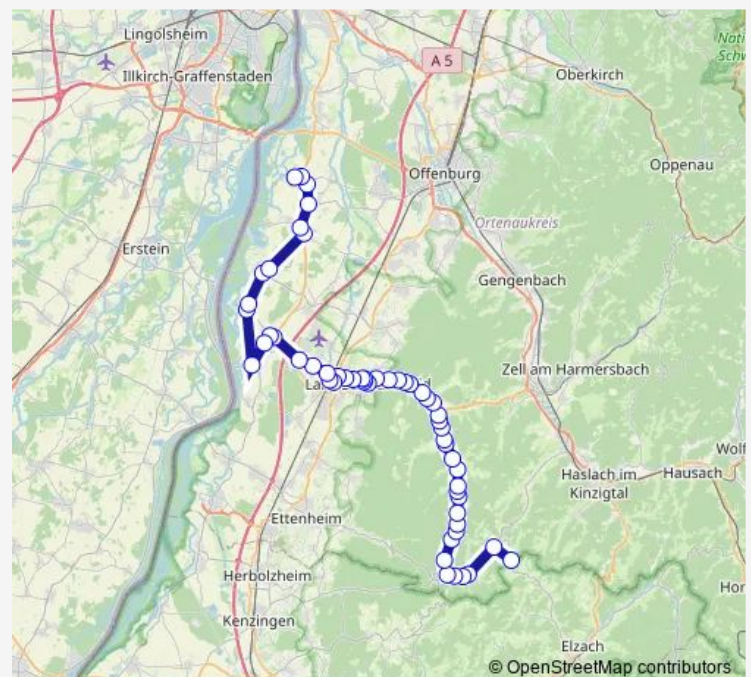 Lingolsheim
Illkirch-Graffenstaden
A 5
Oberkirch
Oppenau
Offenburg
Ortenaukreis
Erstein
Gengenbach
Zell am Harmersbach
Haslach im
Kinzigtal
Hausach
Ettenheim
Herbolzheim
Kenzingen
Elzach
© OpenStreetMap contributors